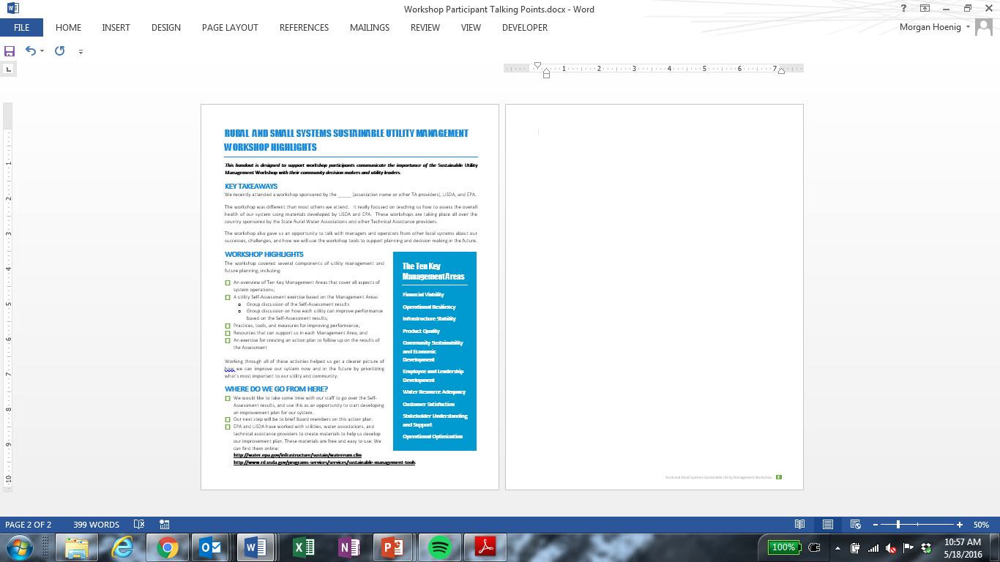 Workshop Participant Talking Points.docx - Word
FILE HOME INSERT DESIGN PAGE LAYOUT REFERENCES MAILINGS REVIEW VIEW DEVELOPER
Morgan Hoenig
1 2 3 4 5 6 7
1
2
3
4
5
6
7
8
9
10
RURAL AND SMALL SYSTEMS SUSTAINABLE UTILITY MANAGEMENT
WORKSHOP HIGHLIGHTS
This handout is designed to support workshop participants communicate the importance of the Sustainable Utility
Management Workshop with their community decision makers and utility leaders.
KEY TAKEAWAYS
We recently attended a workshop sponsored by the _____ [association name or other TA providers], USDA, and EPA.
The workshop was different than most others we attend. It really focused on teaching us how to assess the overall
health of our system using materials developed by USDA and EPA. These workshops are taking place all over the
country sponsored by the State Rural Water Associations and other Technical Assistance providers.
The workshop also gave us an opportunity to talk with managers and operators from other local systems about our
successes, challenges, and how we will use the workshop tools to support planning and decision making in the future.
WORKSHOP HIGHLIGHTS
The workshop covered several components of utility management and
future planning, including:
An overview of Ten Key Management Areas that cover all aspects of
system operations;
A utility Self-Assessment exercise based on the Management Areas
Group discussion of the Self-Assessment results
Group discussion on how each utility can improve performance
based on the Self-Assessment results;
Practices, tools, and measures for improving performance;
Resources that can support us in each Management Area; and
An exercise for creating an action plan to follow up on the results of
the Assessment
Working through all of these activities helped us get a clearer picture of
how we can improve our system now and in the future by prioritizing
what's most important to our utility and community.
WHERE DO WE GO FROM HERE?
We would like to take some time with our staff to go over the Self-
Assessment results, and use this as an opportunity to start developing
an improvement plan for our system.
Our next step will be to brief Board members on this action plan.
EPA and USDA have worked with utilities, water associations, and
technical assistance providers to create materials to help us develop
our improvement plan. These materials are free and easy to use. We
can find them online:
http://water.epa.gov/infrastructure/sustain/watereum.cfm
http://www.rd.usda.gov/programs-services/services/sustainable-management-tools
The Ten Key
Management Areas
Financial Viability
Operational Resiliency
Infrastructure Stability
Product Quality
Community Sustainability
and Economic
Development
Employee and Leadership
Development
Water Resource Adequacy
Customer Satisfaction
Stakeholder Understanding
and Support
Operational Optimization
Rural and Small Systems Sustainable Utility Management Workshop 2
PAGE 2 OF 2 399 WORDS
50%
100%
10:57 AM
5/18/2016